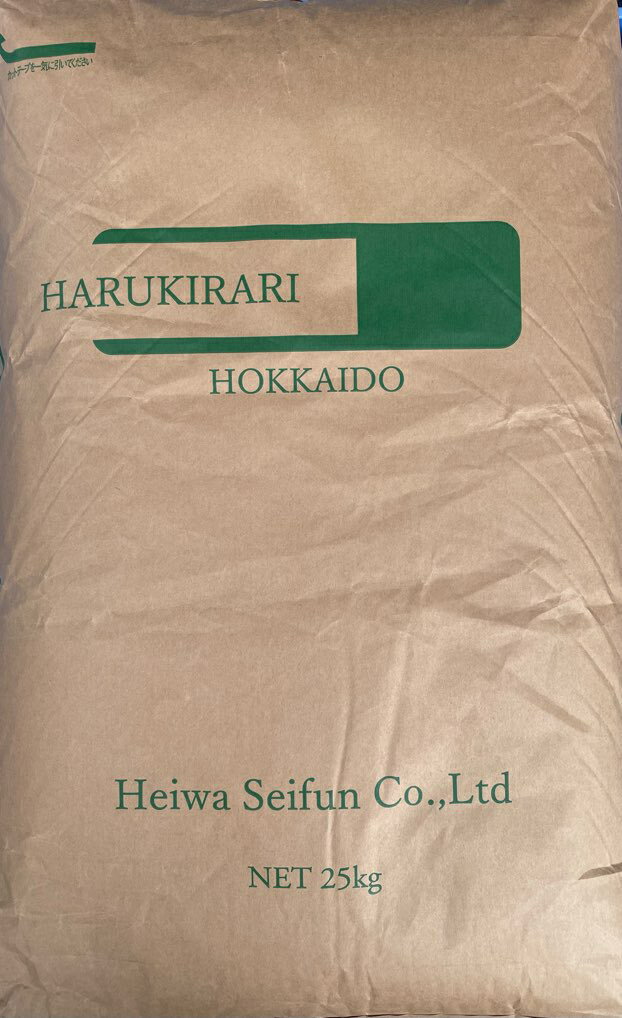 カットテープを一気に引いてください
HARUKIRARI
HOKKAIDO
Heiwa Seifun Co.,Ltd
NET 25kg